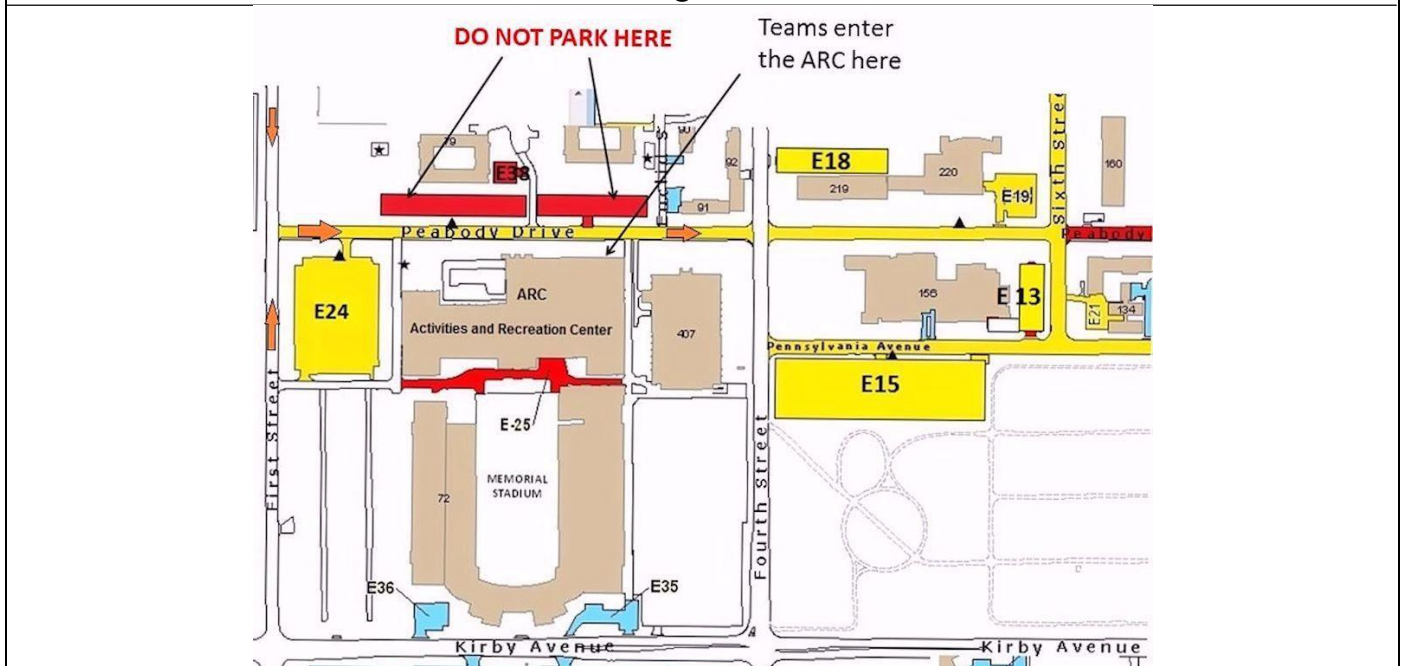 DO NOT PARK HERE
Teams enter
the ARC here
79
E38
92
91
E18
219
220
E19
Sixth Stree
160
Peabody Drive
Peabody
E24
ARC
Activities and Recreation Center
407
156
E 13
E21
134
Pennsylvania Avenue
E15
E-25
MEMORIAL
STADIUM
72
First Street
Fourth Street
E36
E35
Kirby Avenue
Kirby Avenue